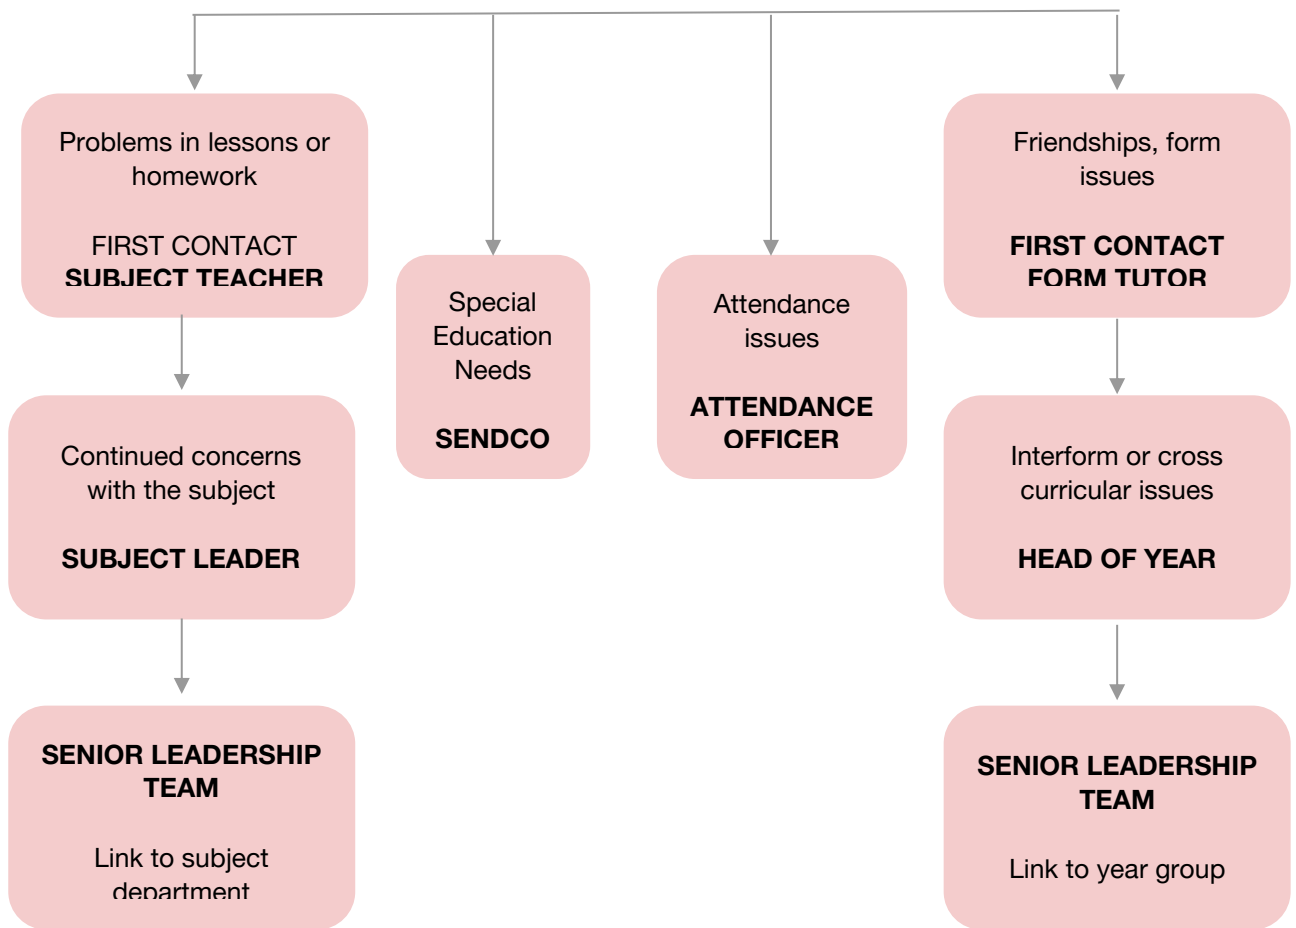 Problems in lessons or
homework
FIRST CONTACT
SUBJECT TEACHER
Continued concerns
with the subject
SUBJECT LEADER
SENIOR LEADERSHIP
TEAM
Link to subject
department
Special
Education
Needs
SENDCO
Attendance
issues
ATTENDANCE
OFFICER
Friendships, form
issues
FIRST CONTACT
FORM TUTOR
Interform or cross
curricular issues
HEAD OF YEAR
SENIOR LEADERSHIP
TEAM
Link to year group